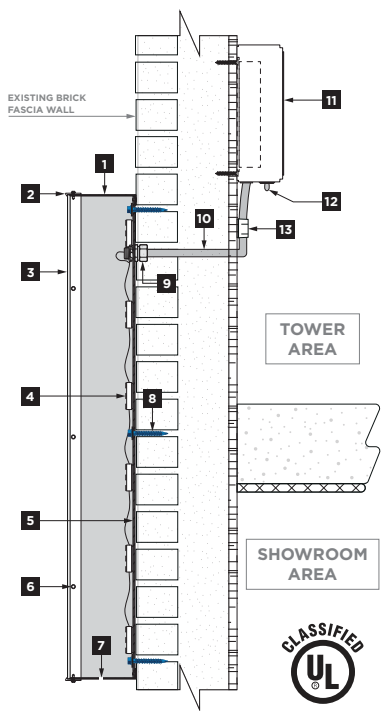 EXISTING BRICK
FASCIA WALL
11
1
2
12
10
13
3
9
TOWER
AREA
4
8
5
SHOWROOM
AREA
6
CLASSIFIED
7
UL
®